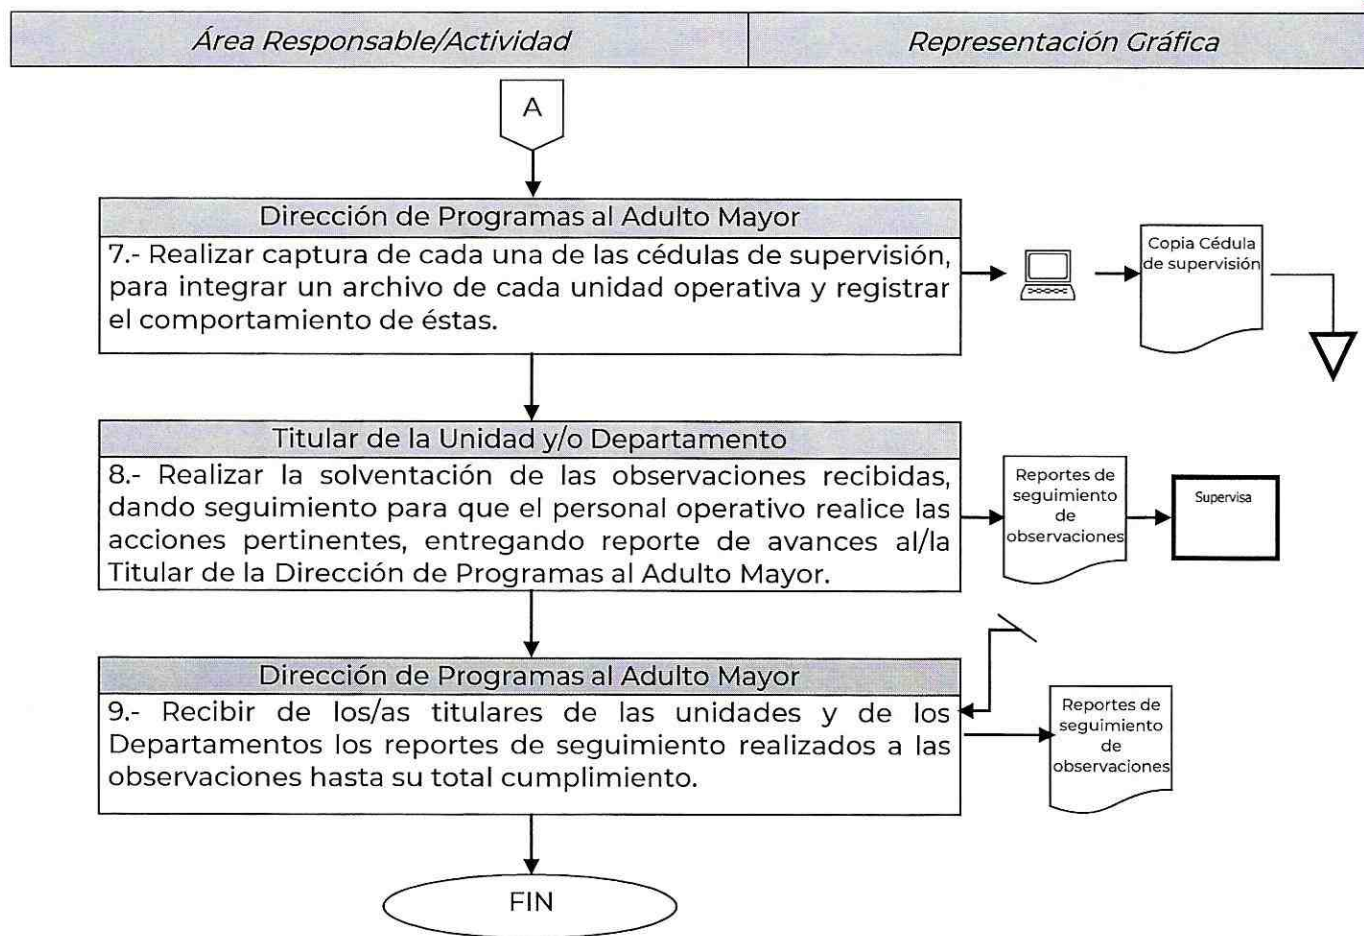 Área Responsable/Actividad
Representación Gráfica
A
Dirección de Programas al Adulto Mayor
7.- Realizar captura de cada una de las cédulas de supervisión,
para integrar un archivo de cada unidad operativa y registrar
el comportamiento de éstas.
Copia Cédula
de supervisión
Titular de la Unidad y/o Departamento
8.- Realizar la solventación de las observaciones recibidas,
dando seguimiento para que el personal operativo realice las
acciones pertinentes, entregando reporte de avances al/la
Titular de la Dirección de Programas al Adulto Mayor.
Reportes de
seguimiento
de
observaciones
Supervisa
Dirección de Programas al Adulto Mayor
9.- Recibir de los/as titulares de las unidades y de los
Departamentos los reportes de seguimiento realizados a las
observaciones hasta su total cumplimiento.
Reportes de
seguimiento
de
observaciones
FIN